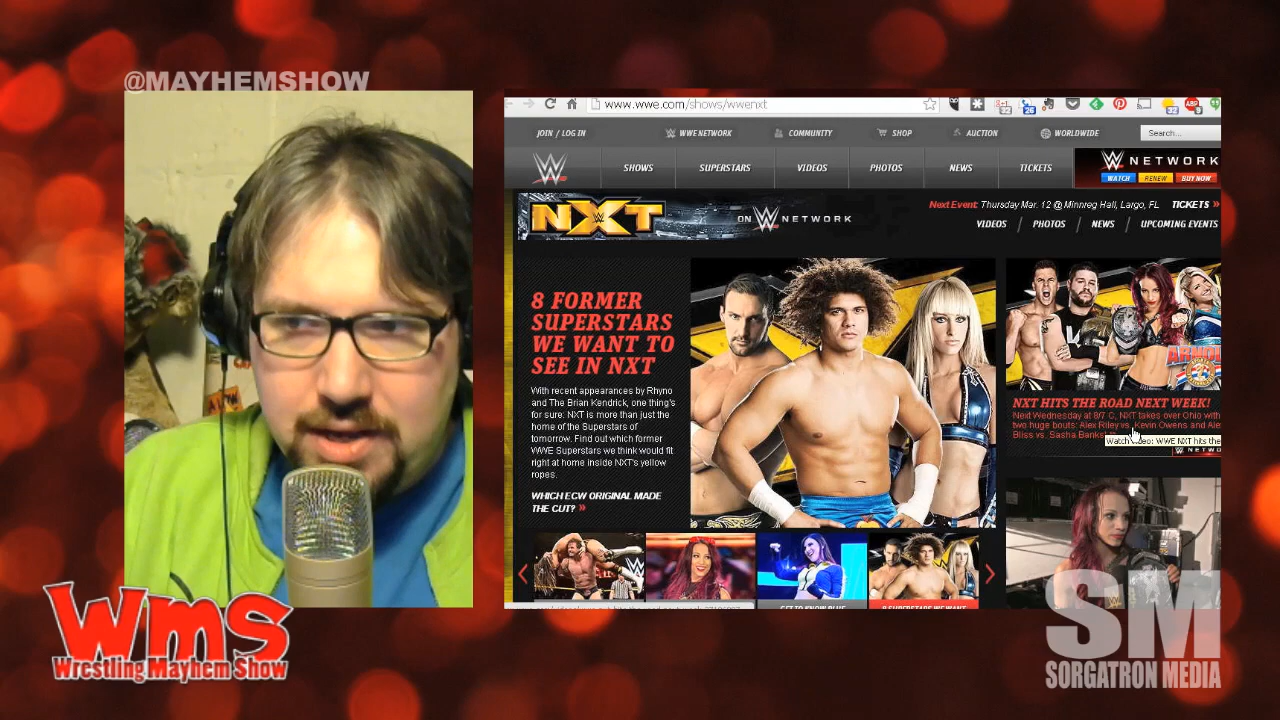 @MAYHEMSHOW
www.wwe.com/shows/wwenxt
JOIN / LOG IN
WWE NETWORK
COMMUNITY
SHOP
AUCTION
WORLDWIDE
Search...
W
SHOWS
SUPERSTARS
VIDEOS
PHOTOS
NEWS
TICKETS
W NETWORK
WATCH
RENEW
BUY NOW
NXT
ON W NETWORK
Next Event: Thursday Mar. 12 @ Minnreg Hall, Largo, FL TICKETS »
VIDEOS / PHOTOS / NEWS / UPCOMING EVENTS
8 FORMER
SUPERSTARS
WE WANT TO
SEE IN NXT
With recent appearances by Rhyno
and The Brian Kendrick, one thing's
for sure: NXT is more than just the
home of the Superstars of
tomorrow. Find out which former
WWE Superstars we think would fit
right at home inside NXT's yellow
ropes.
WHICH ECW ORIGINAL MADE
THE CUT? »
ARNOLD
NXT HITS THE ROAD NEXT WEEK!
Next Wednesday at 8/7 C, NXT takes over Ohio with
two huge bouts: Alex Riley vs. Kevin Owens and Alex
Bliss vs. Sasha Banks
Watch Video: WWE NXT hits the
W NETWO
GET TO KNOW BLUE
8 SUPERSTARS WE WANT
WMS
Wrestling Mayhem Show
SM
SORGATRON MEDIA